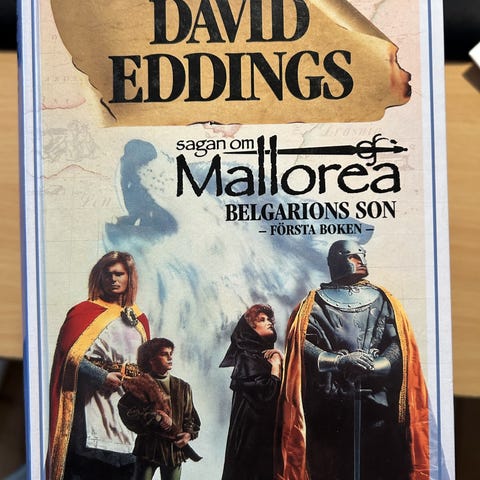 DAVID
EDDINGS
sagan om
Mallorea
BELGARIONS SON
– FÖRSTA BOKEN –